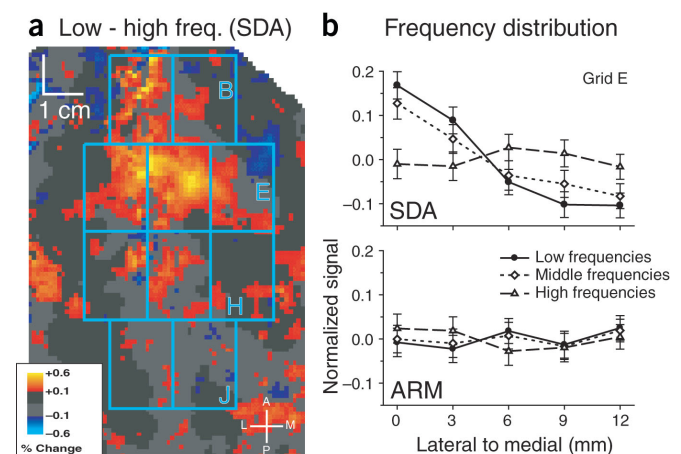 a Low - high freq. (SDA)
1 cm
B
E
H
J
+0.6
+0.1
−0.1
−0.6
% Change
A
L M
P
b Frequency distribution
Grid E
0.2
0.1
0.0
−0.1
SDA
Normalized signal
0.2
Low frequencies
Middle frequencies
0.1
High frequencies
0.0
−0.1
ARM
0 3 6 9 12
Lateral to medial (mm)